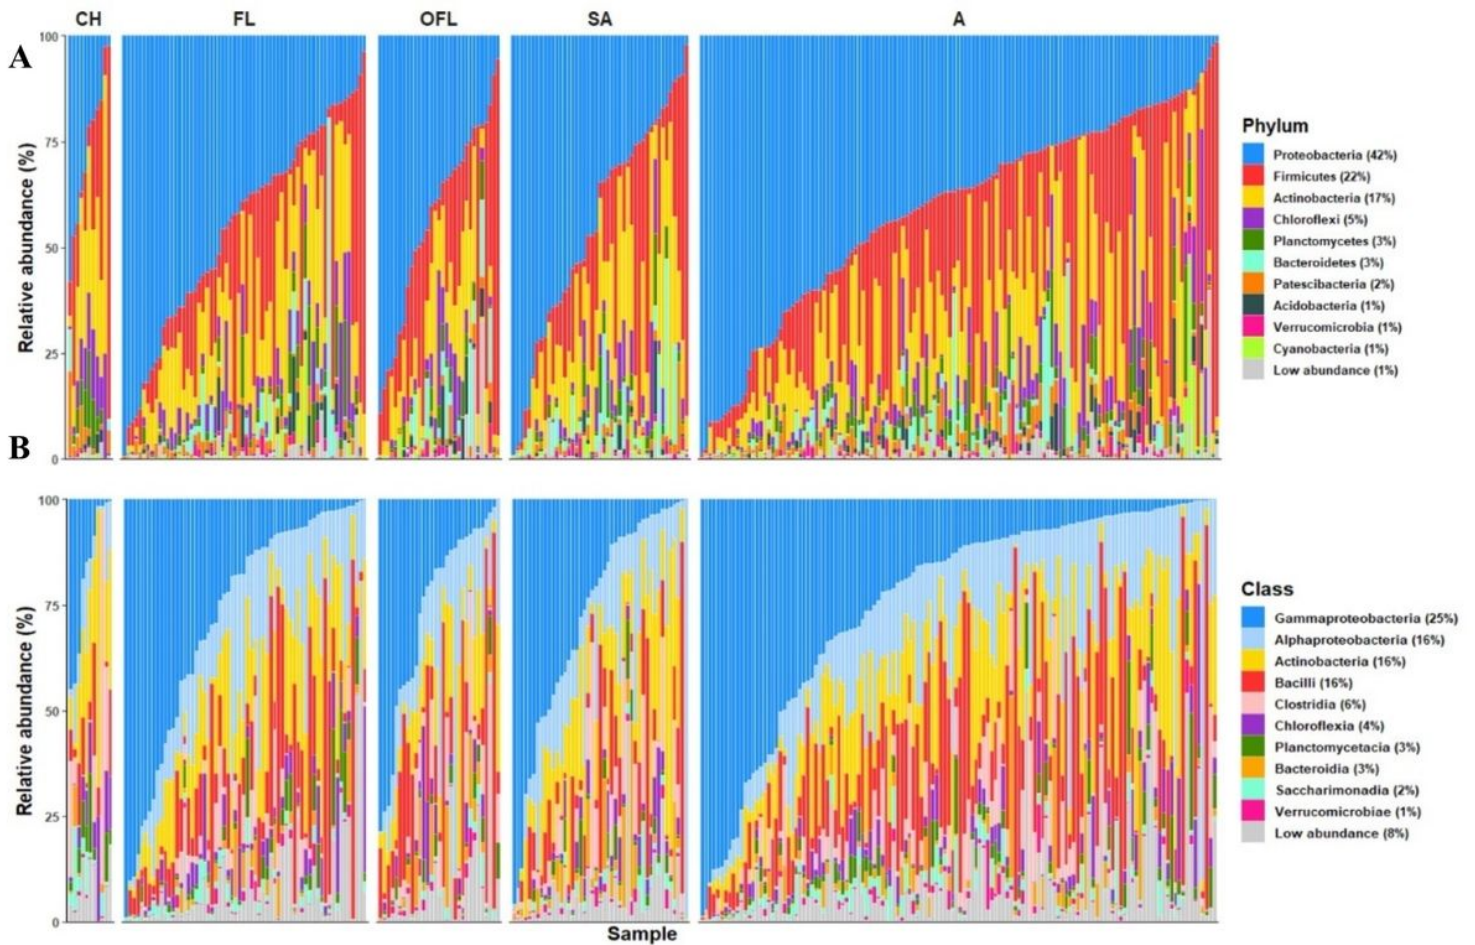 CH FL OFL SA A
A
100
75
50
25
0
Relative abundance (%)
Phylum
Proteobacteria (42%)
Firmicutes (22%)
Actinobacteria (17%)
Chloroflexi (5%)
Planctomycetes (3%)
Bacteroidetes (3%)
Patescibacteria (2%)
Acidobacteria (1%)
Verrucomicrobia (1%)
Cyanobacteria (1%)
Low abundance (1%)
B
100
75
50
25
0
Relative abundance (%)
Class
Gammaproteobacteria (25%)
Alphaproteobacteria (16%)
Actinobacteria (16%)
Bacilli (16%)
Clostridia (6%)
Chloroflexia (4%)
Planctomycetacia (3%)
Bacteroidia (3%)
Saccharimonadia (2%)
Verrucomicrobiae (1%)
Low abundance (8%)
Sample